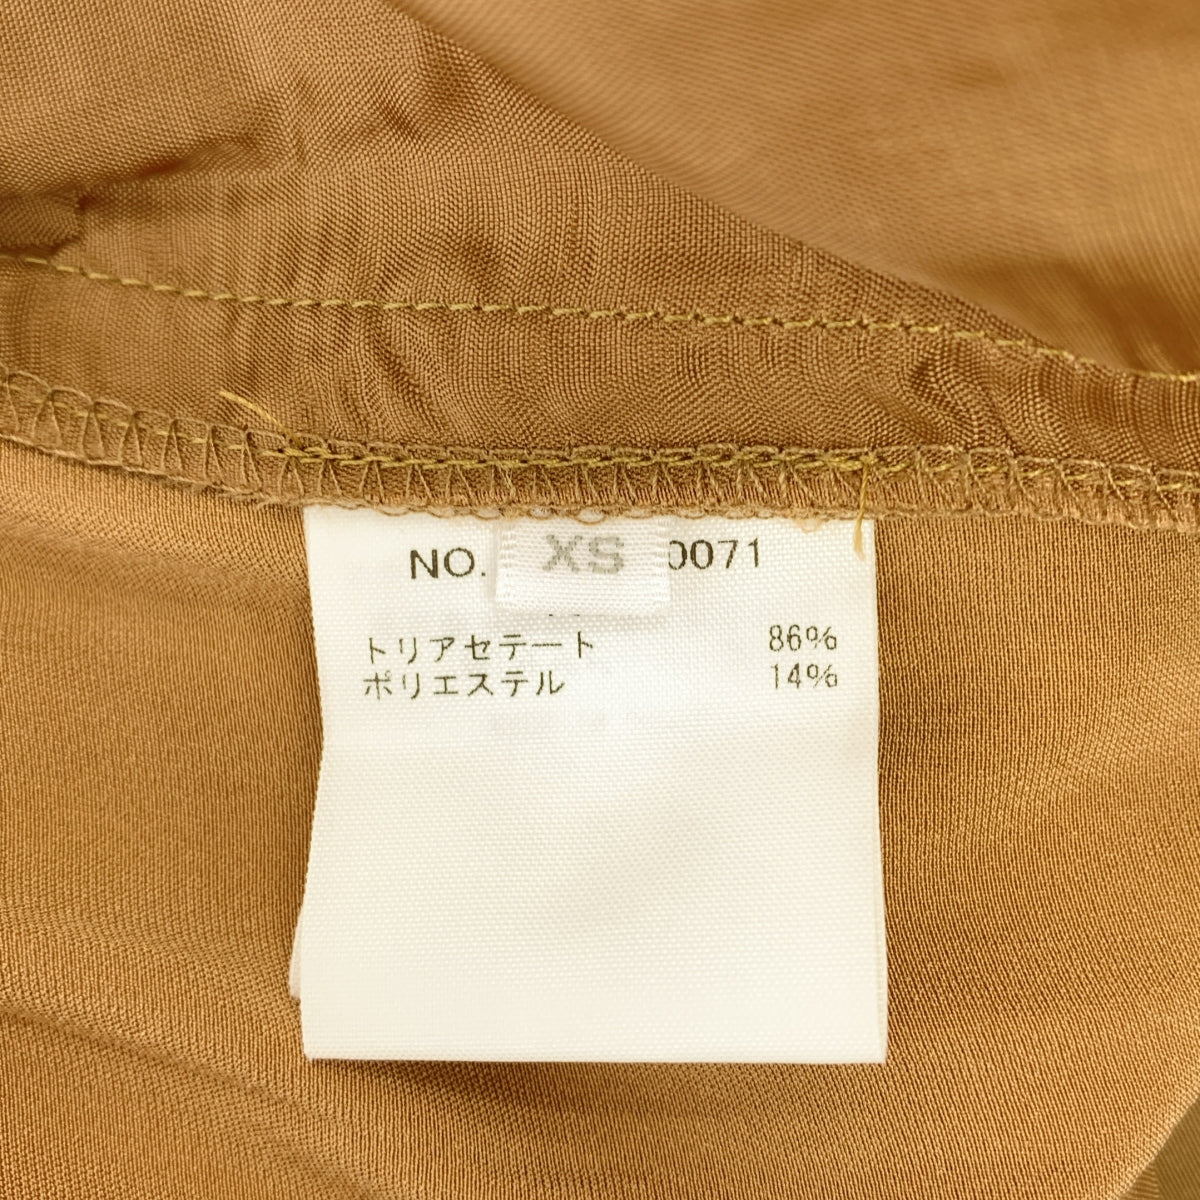 NO. XS 0071
トリアセテート 86%
ポリエステル 14%